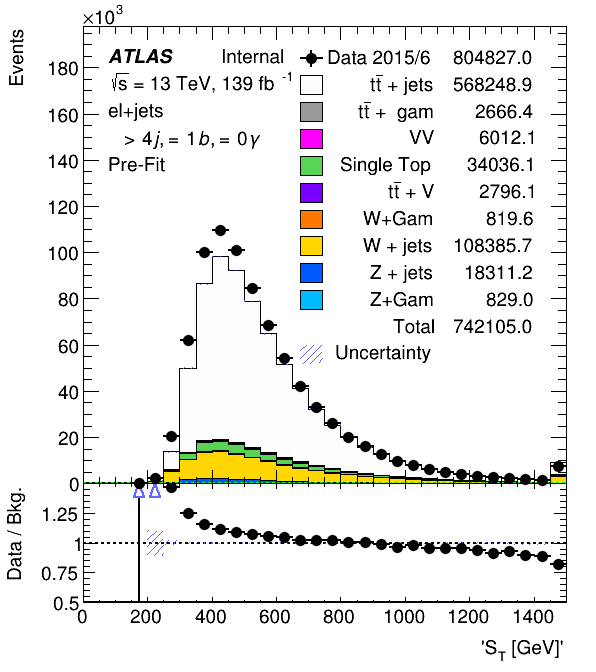 ×10³
Events
ATLAS Internal
√s = 13 TeV, 139 fb⁻¹
el+jets
> 4j, = 1b, = 0γ
Pre-Fit
Data 2015/6 804827.0
tt̄ + jets 568248.9
tt̄ + gam 2666.4
VV 6012.1
Single Top 34036.1
tt̄ + V 2796.1
W+Gam 819.6
W + jets 108385.7
Z + jets 18311.2
Z+Gam 829.0
Total 742105.0
Uncertainty
180
160
140
120
100
80
60
40
20
0
Data / Bkg.
1.25
1
0.75
0.5
0 200 400 600 800 1000 1200 1400
'S_T [GeV]'